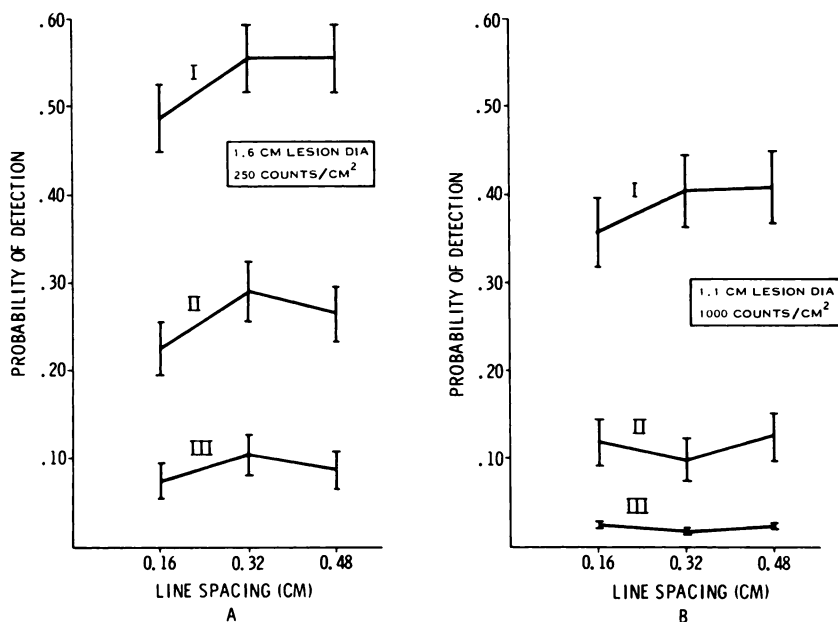 PROBABILITY OF DETECTION
.60
.50
.40
.30
.20
.10
I
II
III
1.6 CM LESION DIA
250 COUNTS/CM²
0.16 0.32 0.48
LINE SPACING (CM)
A
PROBABILITY OF DETECTION
.60
.50
.40
.30
.20
.10
I
II
III
1.1 CM LESION DIA
1000 COUNTS/CM²
0.16 0.32 0.48
LINE SPACING (CM)
B